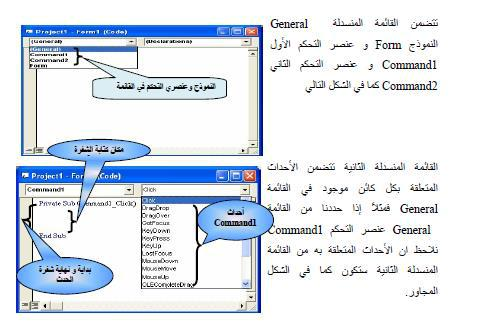 Project1 - Form1 (Code)
(General)
(Declarations)
(General)
Command1
Command2
Form
النموذج وعنصري التحكم في القائمة
تتضمن القائمة المنسدلة General
النموذج Form و عنصر التحكم الأول
Command1 و عنصر التحكم الثاني
Command2 كما في الشكل التالي
مكان كتابة الشفرة
Project1 - Form1 (Code)
Command1
Click
Private Sub Command1_Click()
End Sub
Click
DragDrop
DragOver
GotFocus
KeyDown
KeyPress
KeyUp
LostFocus
MouseDown
MouseMove
MouseUp
OLECompleteDrag
أحداث
Command1
بداية و نهاية شفرة
الحدث
القائمة المنسدلة الثانية تتضمن الأحداث
المتعلقة بكل كائن موجود في القائمة
General فمثلاً إذا حددنا من القائمة
General عنصر التحكم Command1
نلاحظ ان الأحداث المتعلقة به من القائمة
المنسدلة الثانية ستكون كما في الشكل
المجاور.